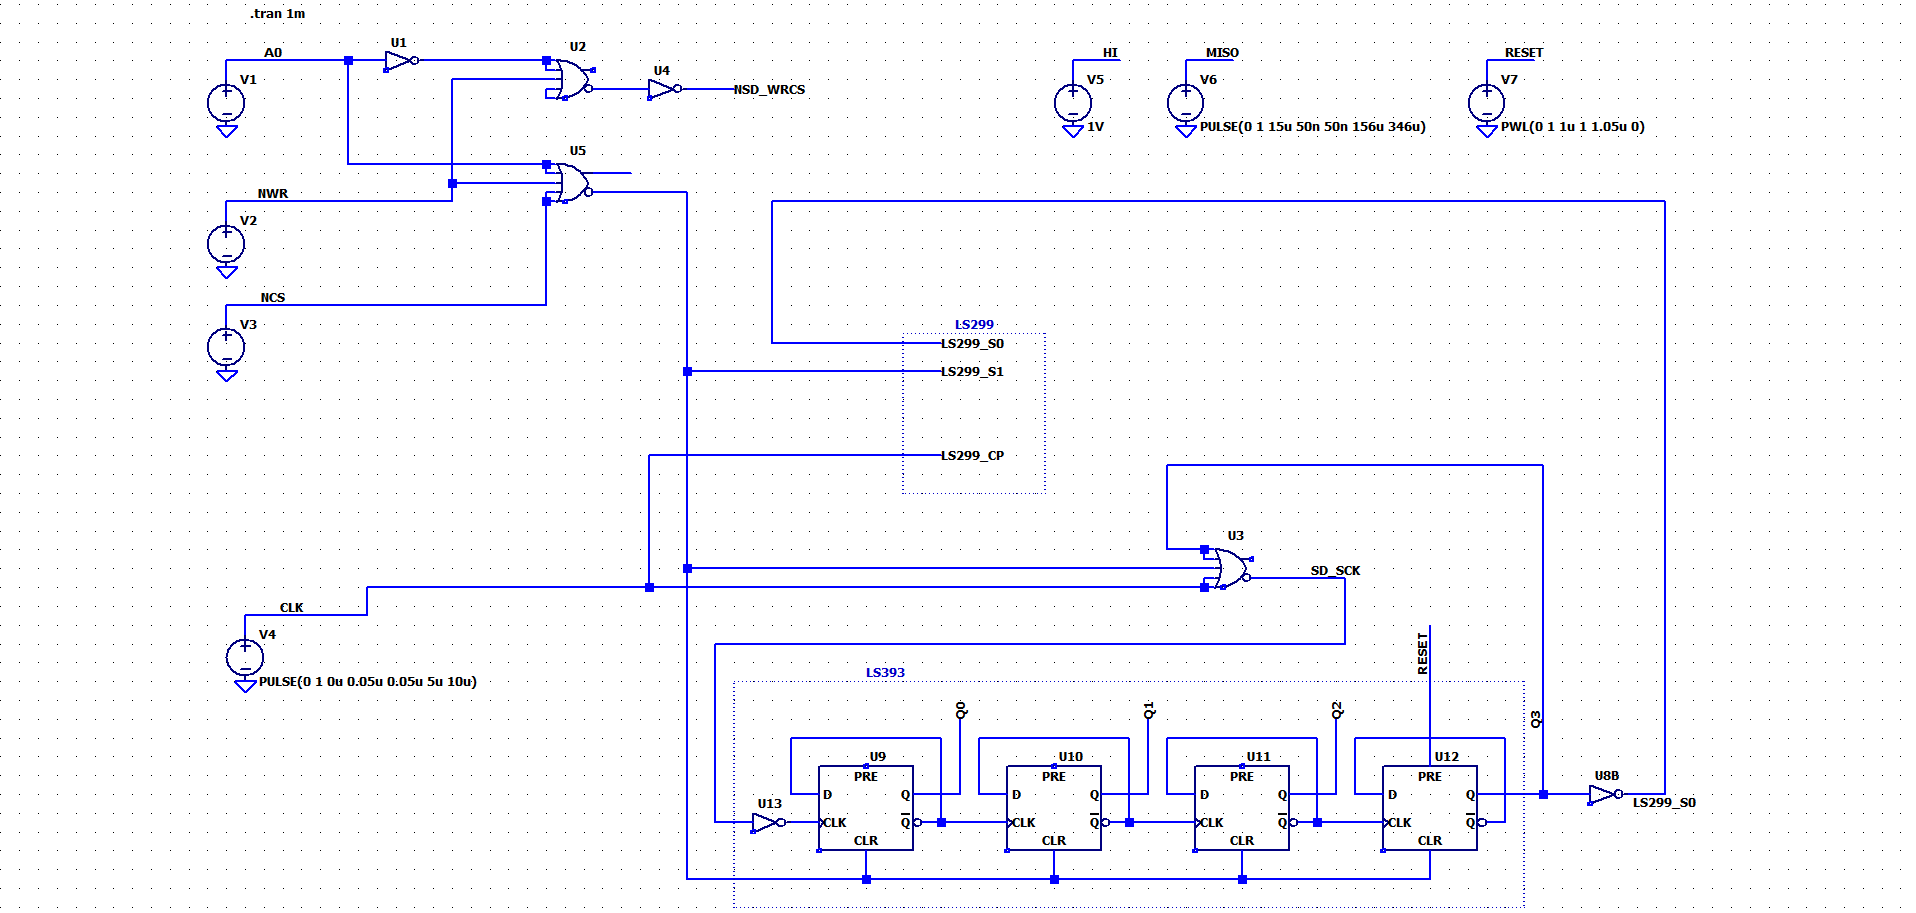 .tran 1m
A0
V1
U1
U2
U4
NSD_WRCS
U5
NWR
V2
NCS
V3
HI
V5
1V
MISO
V6
PULSE(0 1 15u 50n 50n 156u 346u)
RESET
V7
PWL(0 1 1u 1 1.05u 0)
LS299
LS299_S0
LS299_S1
LS299_CP
U3
SD_SCK
CLK
V4
PULSE(0 1 0u 0.05u 0.05u 5u 10u)
LS393
RESET
Q0
Q1
Q2
Q3
U13
U9
PRE
D
Q
CLK
Q
CLR
U10
PRE
D
Q
CLK
Q
CLR
U11
PRE
D
Q
CLK
Q
CLR
U12
PRE
D
Q
CLK
Q
CLR
U8B
LS299_S0